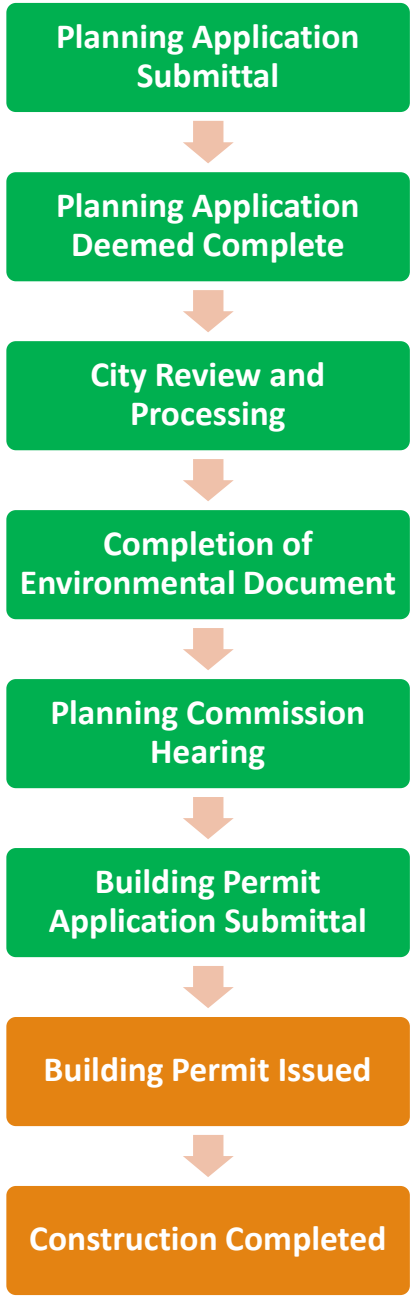 Planning Application
Submittal
Planning Application
Deemed Complete
City Review and
Processing
Completion of
Environmental Document
Planning Commission
Hearing
Building Permit
Application Submittal
Building Permit Issued
Construction Completed